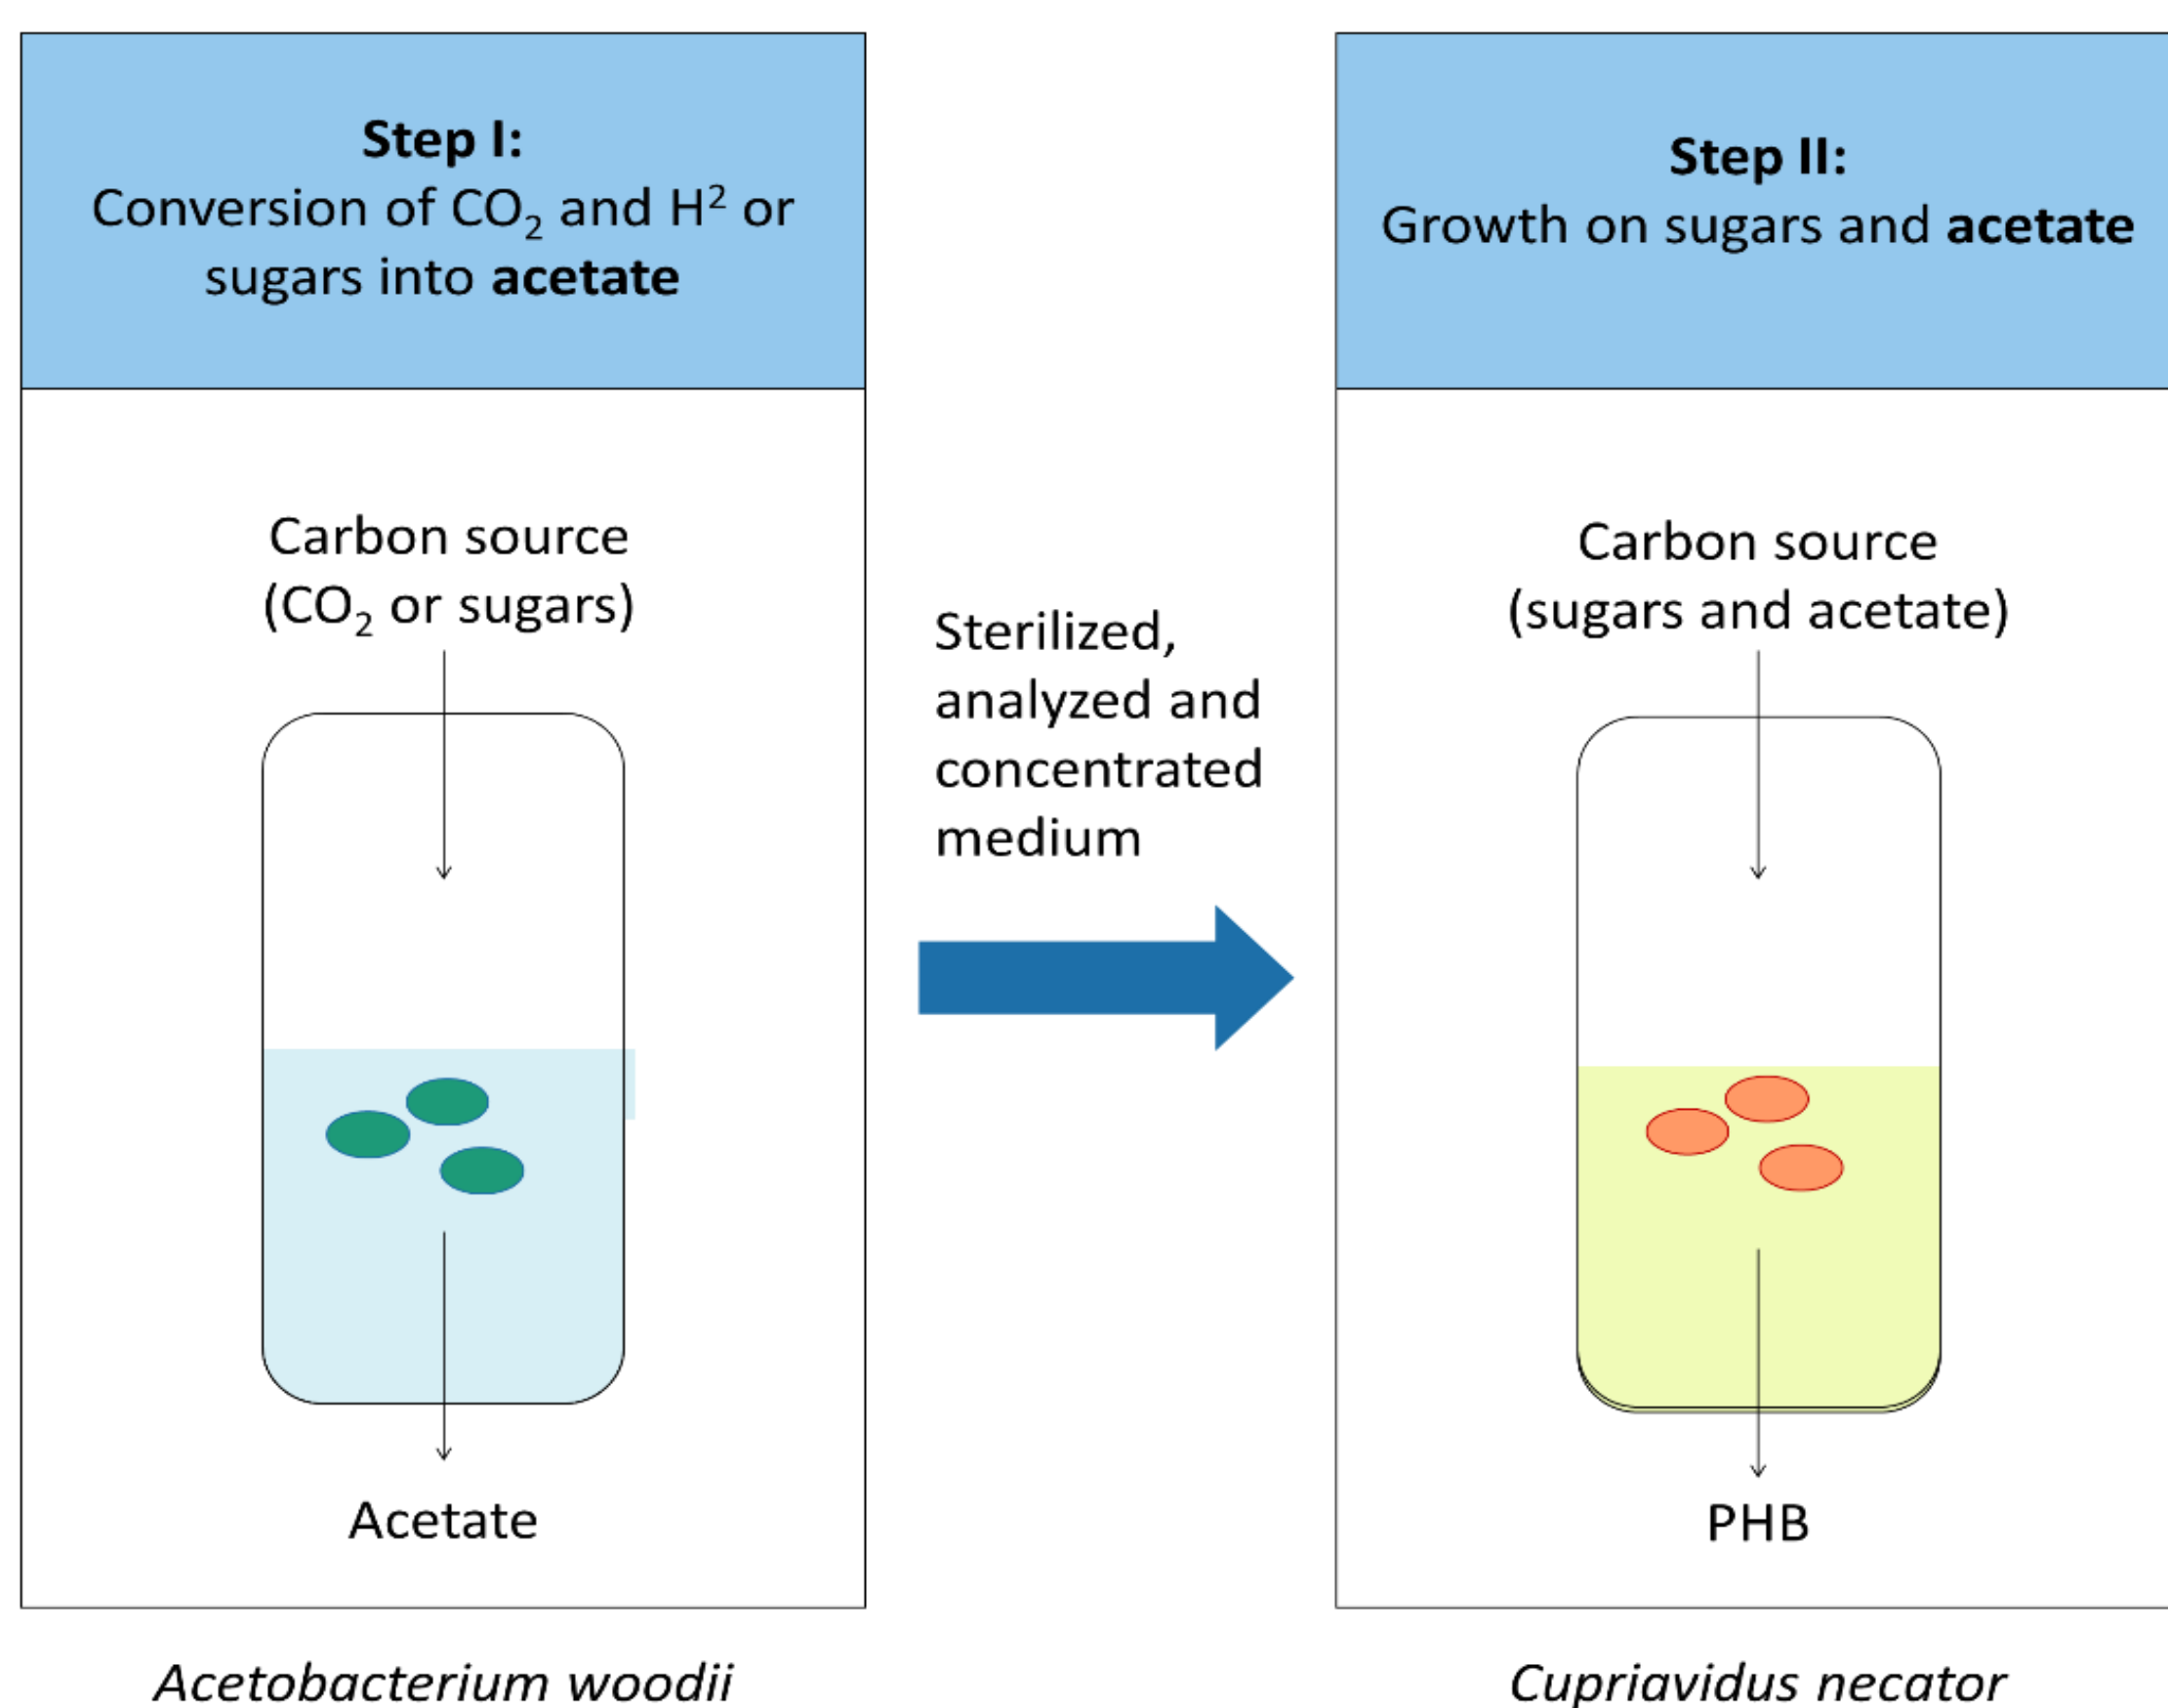 Step I:
Conversion of CO₂ and H² or
sugars into acetate
Carbon source
(CO₂ or sugars)
Acetate
Acetobacterium woodii
Sterilized,
analyzed and
concentrated
medium
Step II:
Growth on sugars and acetate
Carbon source
(sugars and acetate)
PHB
Cupriavidus necator